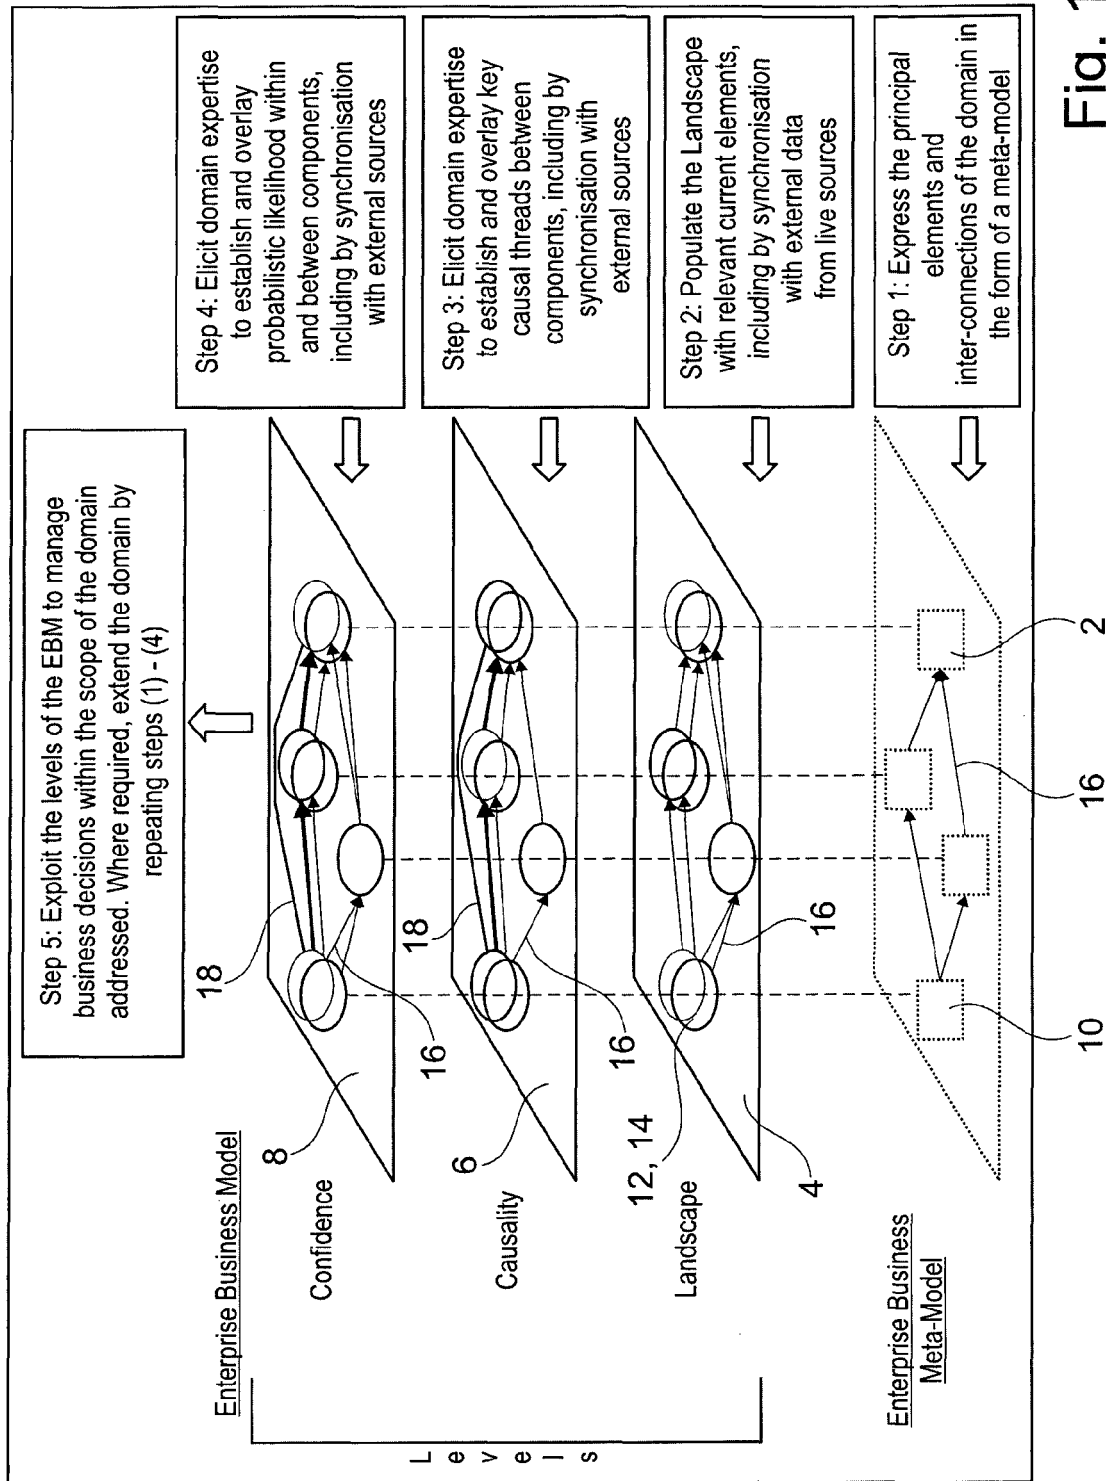 Step 5: Exploit the levels of the EBM to manage
business decisions within the scope of the domain
addressed. Where required, extend the domain by
repeating steps (1) - (4)
Enterprise Business Model
Levels
Confidence
8
18
16
Step 4: Elicit domain expertise
to establish and overlay
probabilistic likelihood within
and between components,
including by synchronisation
with external sources
Causality
6
18
16
Step 3: Elicit domain expertise
to establish and overlay key
causal threads between
components, including by
synchronisation with
external sources
Landscape
12, 14
4
16
Step 2: Populate the Landscape
with relevant current elements,
including by synchronisation
with external data
from live sources
Enterprise Business
Meta-Model
10
16
2
Step 1: Express the principal
elements and
inter-connections of the domain in
the form of a meta-model
Fig.